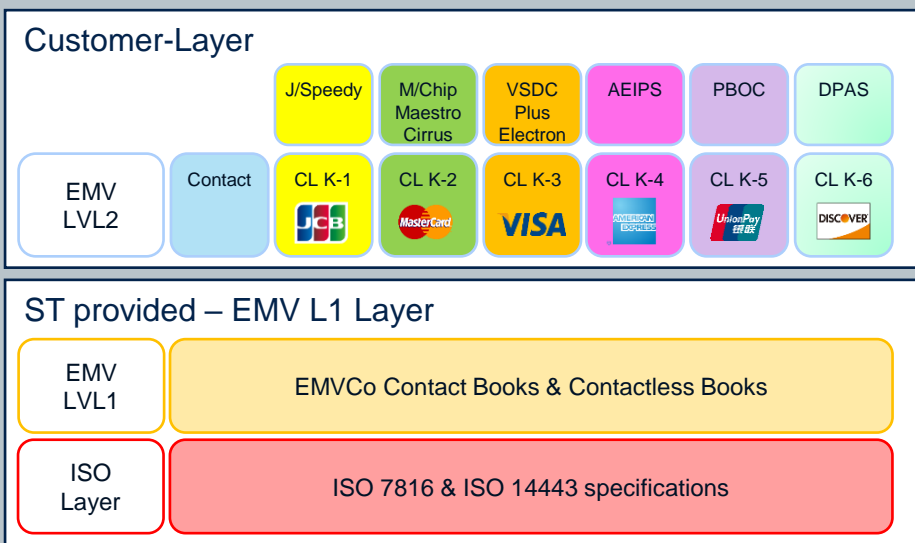 Customer-Layer
J/Speedy
M/Chip
Maestro
Cirrus
VSDC
Plus
Electron
AEIPS
PBOC
DPAS
EMV
LVL2
Contact
CL K-1
JCB
CL K-2
MasterCard
CL K-3
VISA
CL K-4
AMERICAN
EXPRESS
CL K-5
UnionPay
银联
CL K-6
DISCOVER
ST provided – EMV L1 Layer
EMV
LVL1
EMVCo Contact Books & Contactless Books
ISO
Layer
ISO 7816 & ISO 14443 specifications